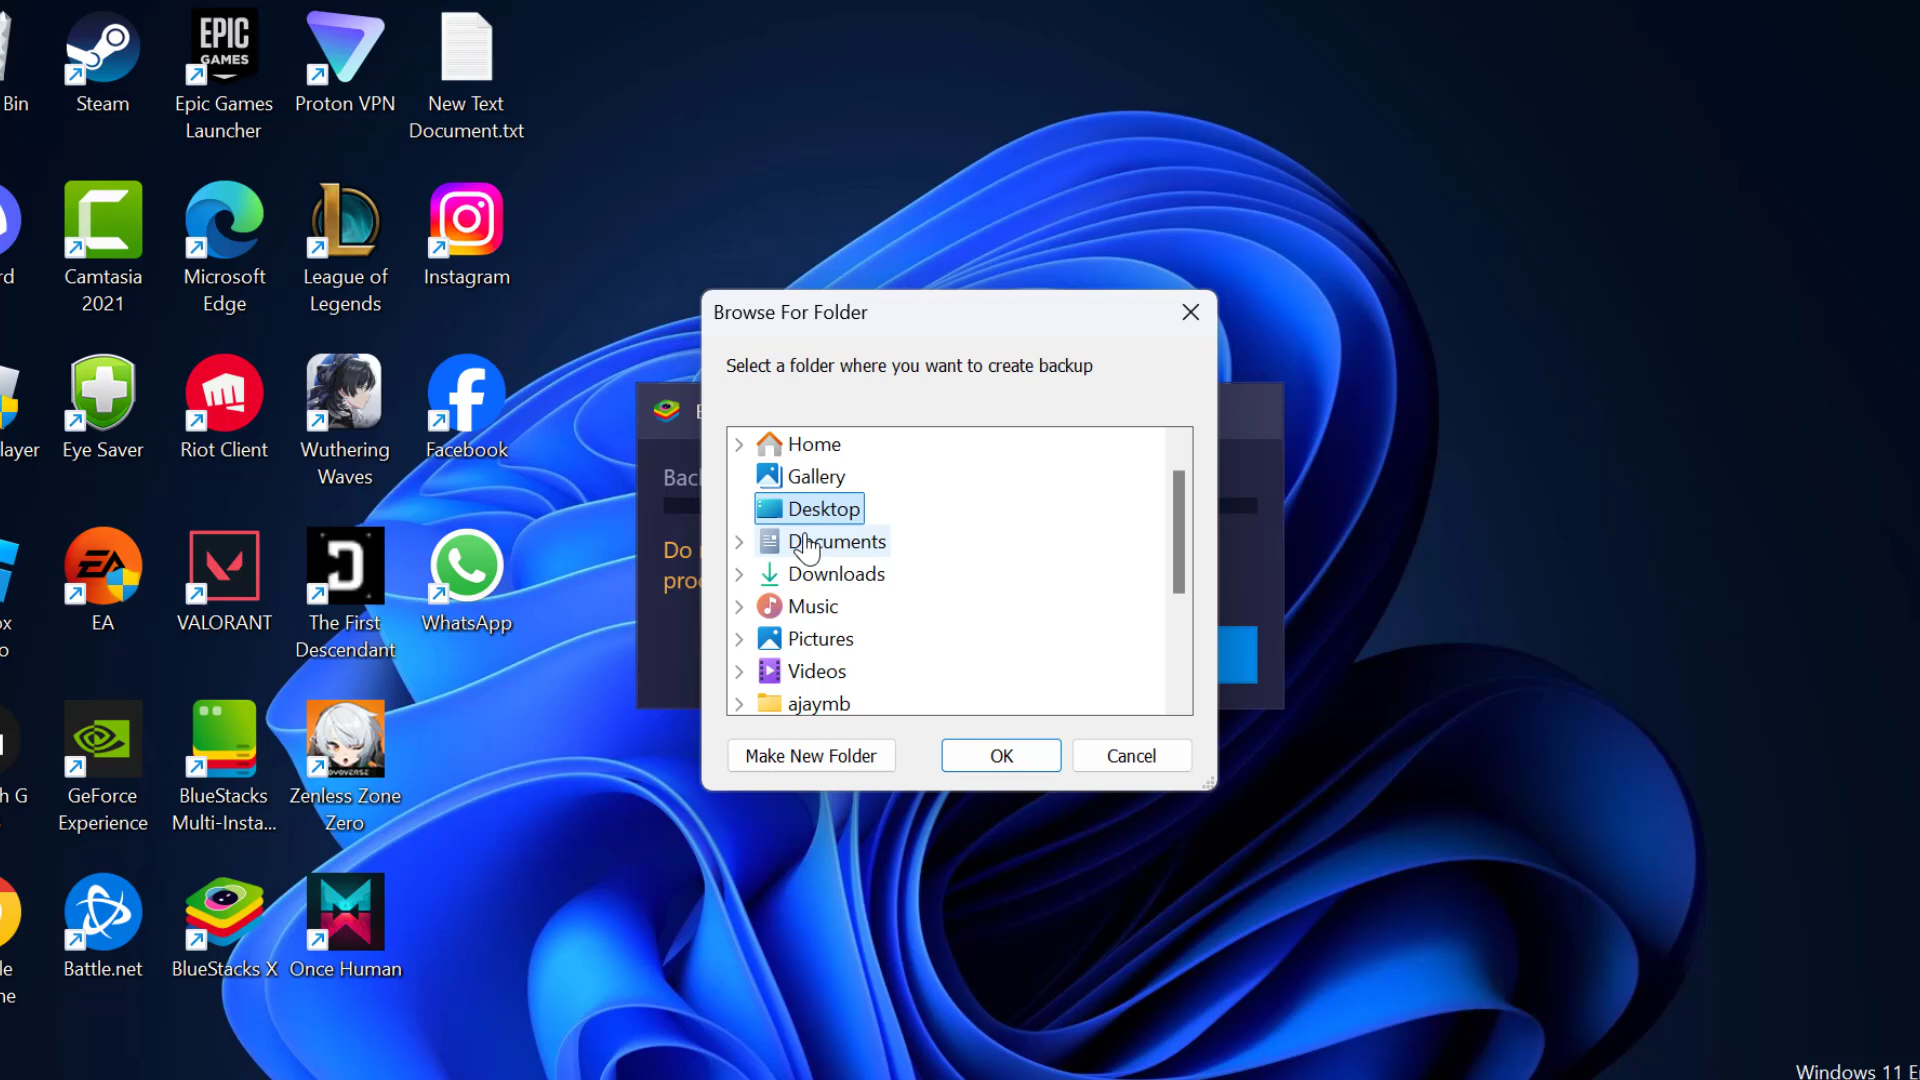 Bin
Steam
EPIC
GAMES
Epic Games
Launcher
Proton VPN
New Text
Document.txt
rd
Camtasia
2021
Microsoft
Edge
League of
Legends
Instagram
layer
Eye Saver
Riot Client
Wuthering
Waves
Facebook
ox
o
EA
EA
VALORANT
The First
Descendant
WhatsApp
h G
GeForce
Experience
BlueStacks
Multi-Insta...
Zenless Zone
Zero
le
ne
Battle.net
BlueStacks X
Once Human
Browse For Folder
Select a folder where you want to create backup
Home
Gallery
Desktop
Documents
Downloads
Music
Pictures
Videos
ajaymb
Make New Folder
OK
Cancel
Bac
Do
pro
Windows 11 E